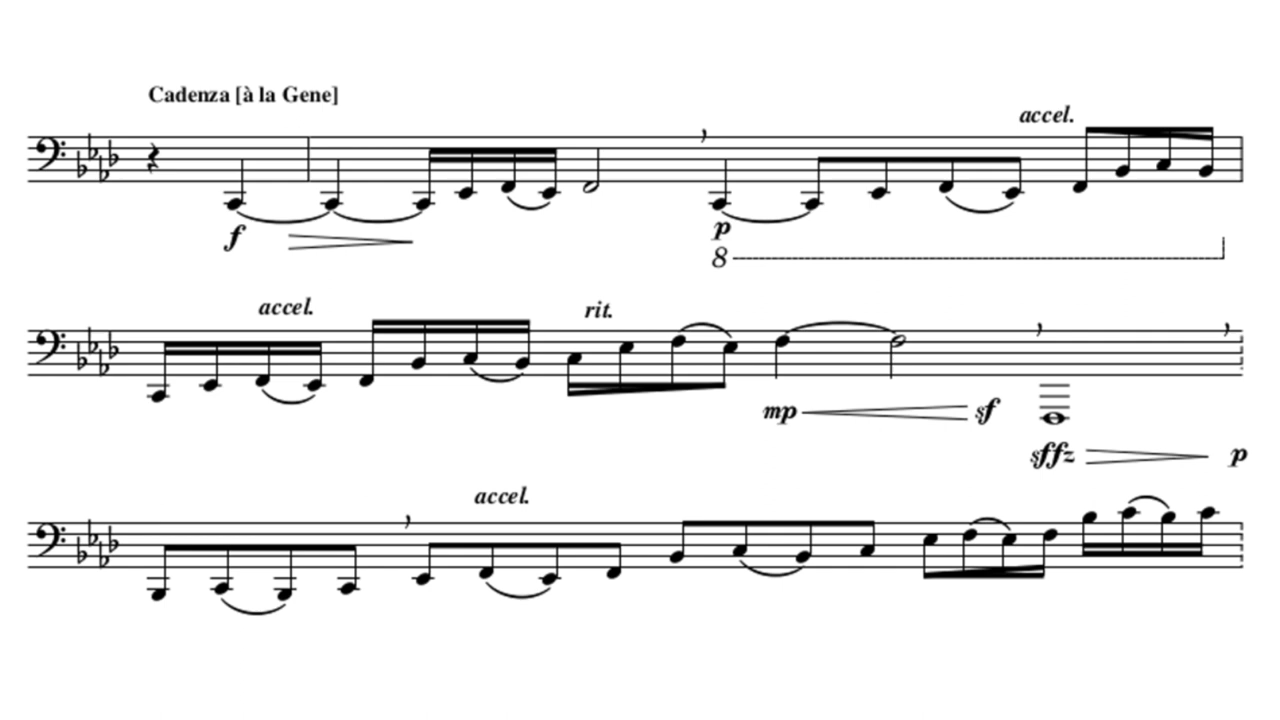 Cadenza [à la Gene]
accel.
f
p
8
accel.
rit.
mp
sf
sffz
p
accel.